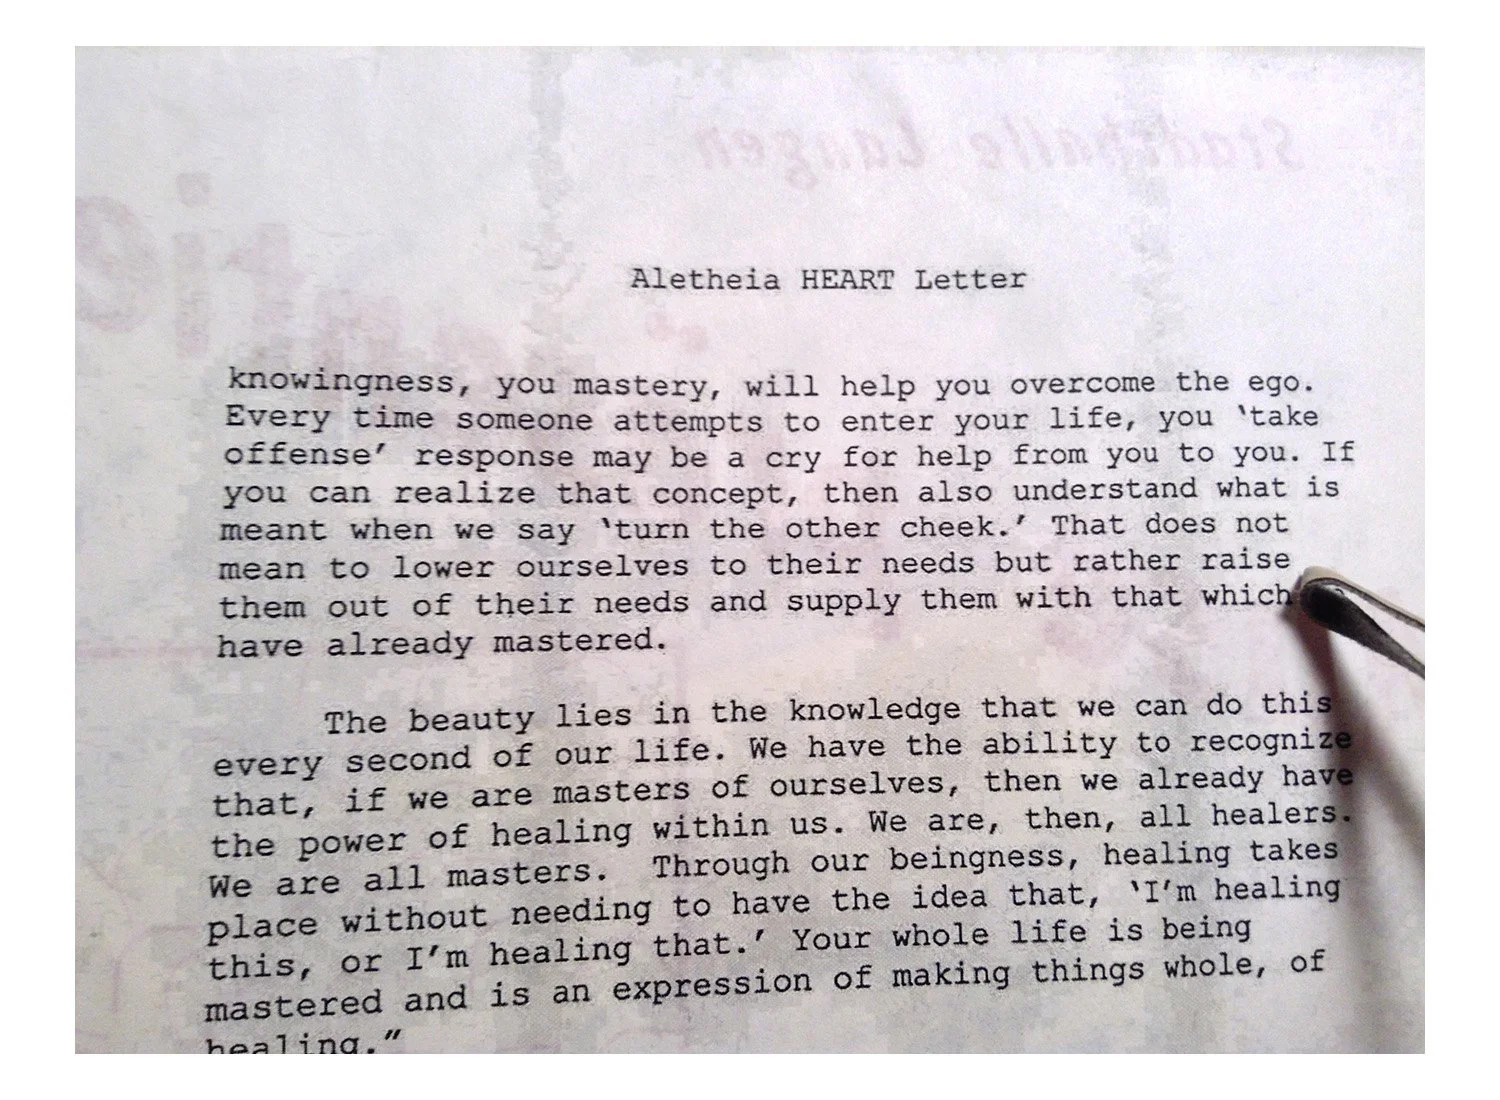 Stadthalle Langen
Aletheia HEART Letter
knowingness, you mastery, will help you overcome the ego.
Every time someone attempts to enter your life, you ‘take
offense’ response may be a cry for help from you to you. If
you can realize that concept, then also understand what is
meant when we say ‘turn the other cheek.’ That does not
mean to lower ourselves to their needs but rather raise
them out of their needs and supply them with that which
have already mastered.
The beauty lies in the knowledge that we can do this
every second of our life. We have the ability to recognize
that, if we are masters of ourselves, then we already have
the power of healing within us. We are, then, all healers.
We are all masters.  Through our beingness, healing takes
place without needing to have the idea that, ‘I’m healing
this, or I’m healing that.’ Your whole life is being
mastered and is an expression of making things whole, of
healing.”